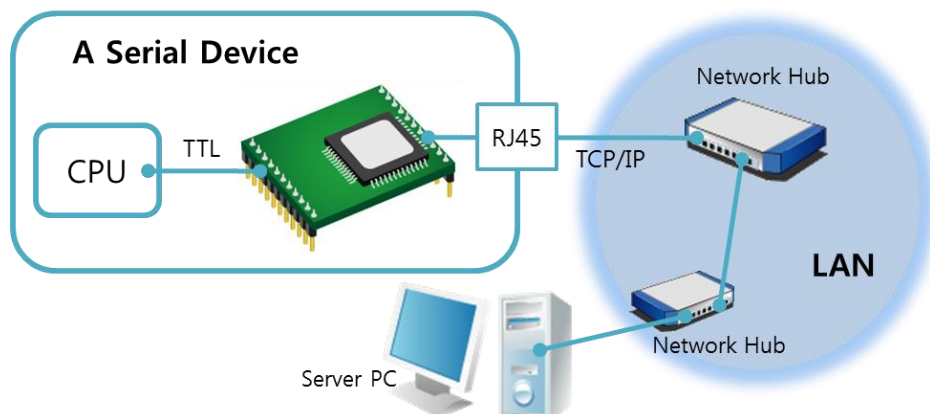 A Serial Device
Network Hub
CPU
TTL
RJ45
TCP/IP
LAN
Network Hub
Server PC